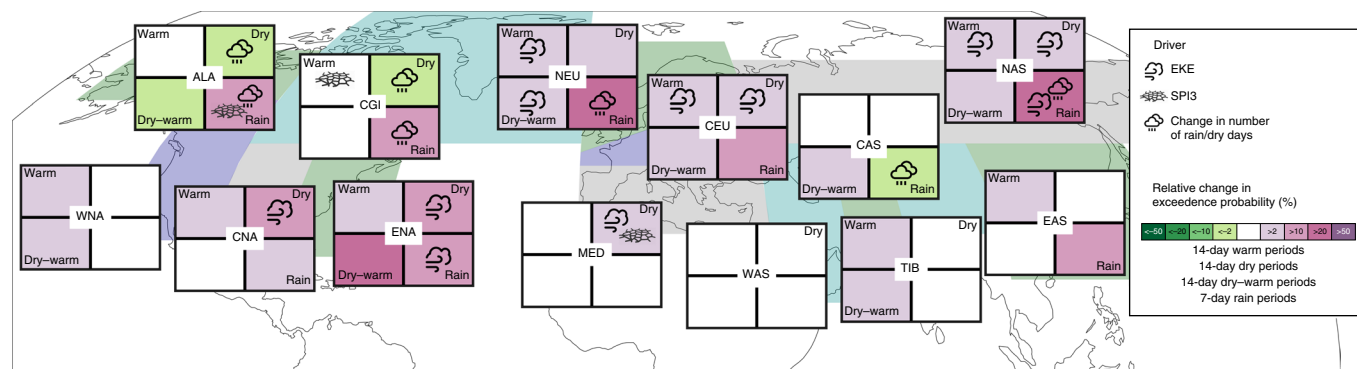 Warm Dry
ALA
Dry–warm Rain
Warm Dry
CGI
Rain
Warm Dry
NEU
Dry–warm Rain
Warm Dry
CEU
Dry–warm Rain
CAS
Dry–warm Rain
Warm Dry
NAS
Dry–warm Rain
Warm
WNA
Dry–warm
Warm Dry
CNA
Rain
Warm Dry
ENA
Dry–warm Rain
Dry
MED
Dry
WAS
Warm Dry
TIB
Dry–warm
Warm
EAS
Rain
Driver
EKE
SPI3
Change in number
of rain/dry days
Relative change in
exceedence probability (%)
<–50 <–20 <–10 <–2 >2 >10 >20 >50
14-day warm periods
14-day dry periods
14-day dry–warm periods
7-day rain periods